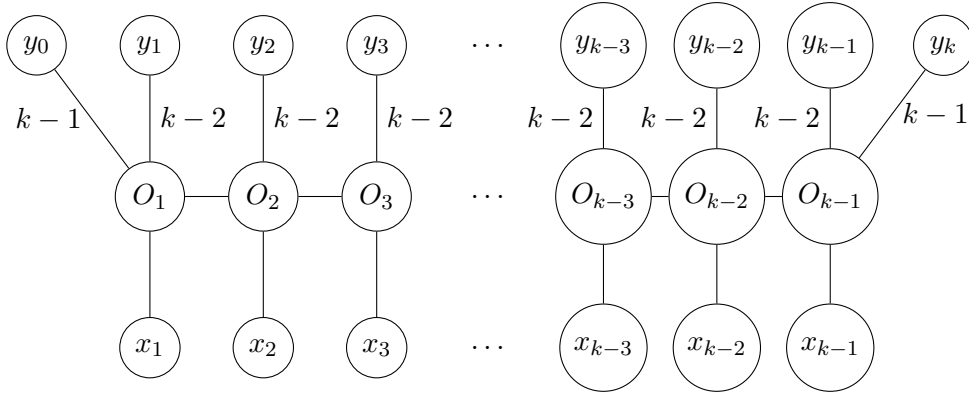 y₀ y₁ y₂ y₃ ⋯ yₖ₋₃ yₖ₋₂ yₖ₋₁ yₖ
k − 1 k − 2 k − 2 k − 2 k − 2 k − 2 k − 2 k − 1
O₁ O₂ O₃ ⋯ Oₖ₋₃ Oₖ₋₂ Oₖ₋₁
x₁ x₂ x₃ ⋯ xₖ₋₃ xₖ₋₂ xₖ₋₁